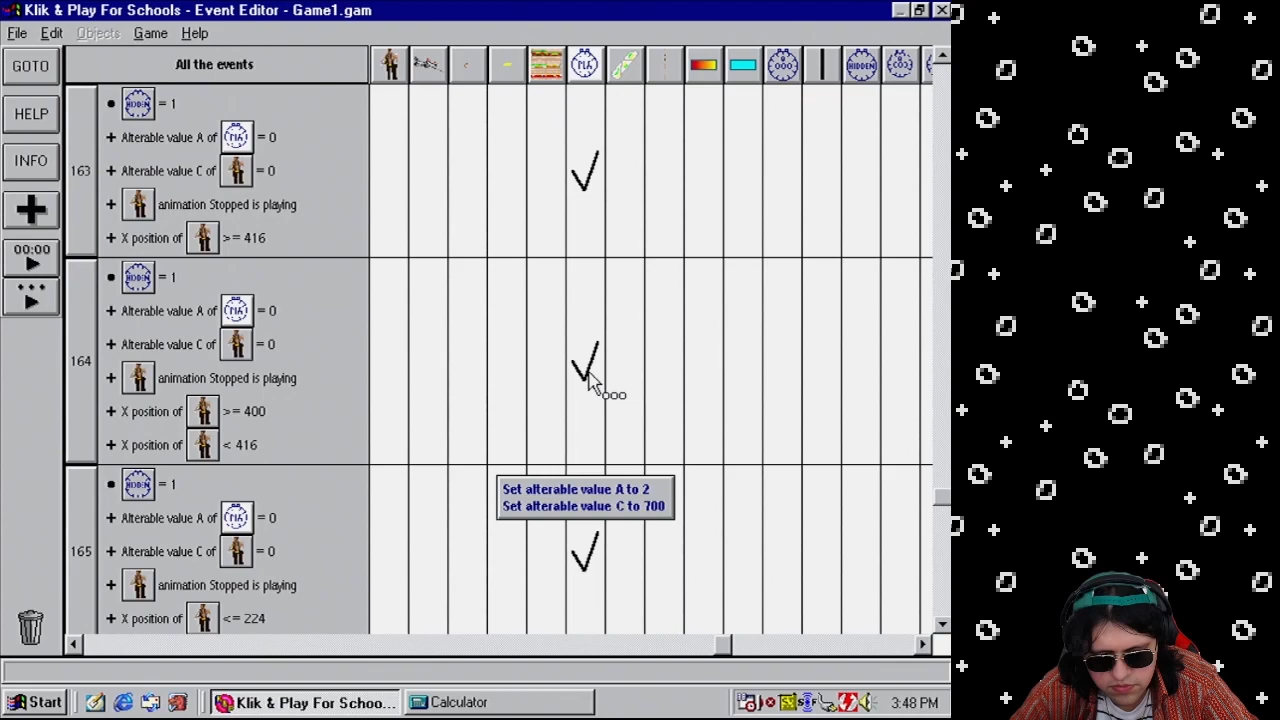 Klik & Play For Schools - Event Editor - Game1.gam
File Edit Objects Game Help
GOTO
HELP
INFO
00:00
All the events
000
HIDDEN
163
= 1
+ Alterable value A of = 0
+ Alterable value C of = 0
+ animation Stopped is playing
+ X position of >= 416
164
= 1
+ Alterable value A of = 0
+ Alterable value C of = 0
+ animation Stopped is playing
+ X position of >= 400
+ X position of < 416
165
= 1
+ Alterable value A of = 0
+ Alterable value C of = 0
+ animation Stopped is playing
+ X position of <= 224
Set alterable value A to 2
Set alterable value C to 700
Start
Klik & Play For Schoo...
Calculator
3:48 PM